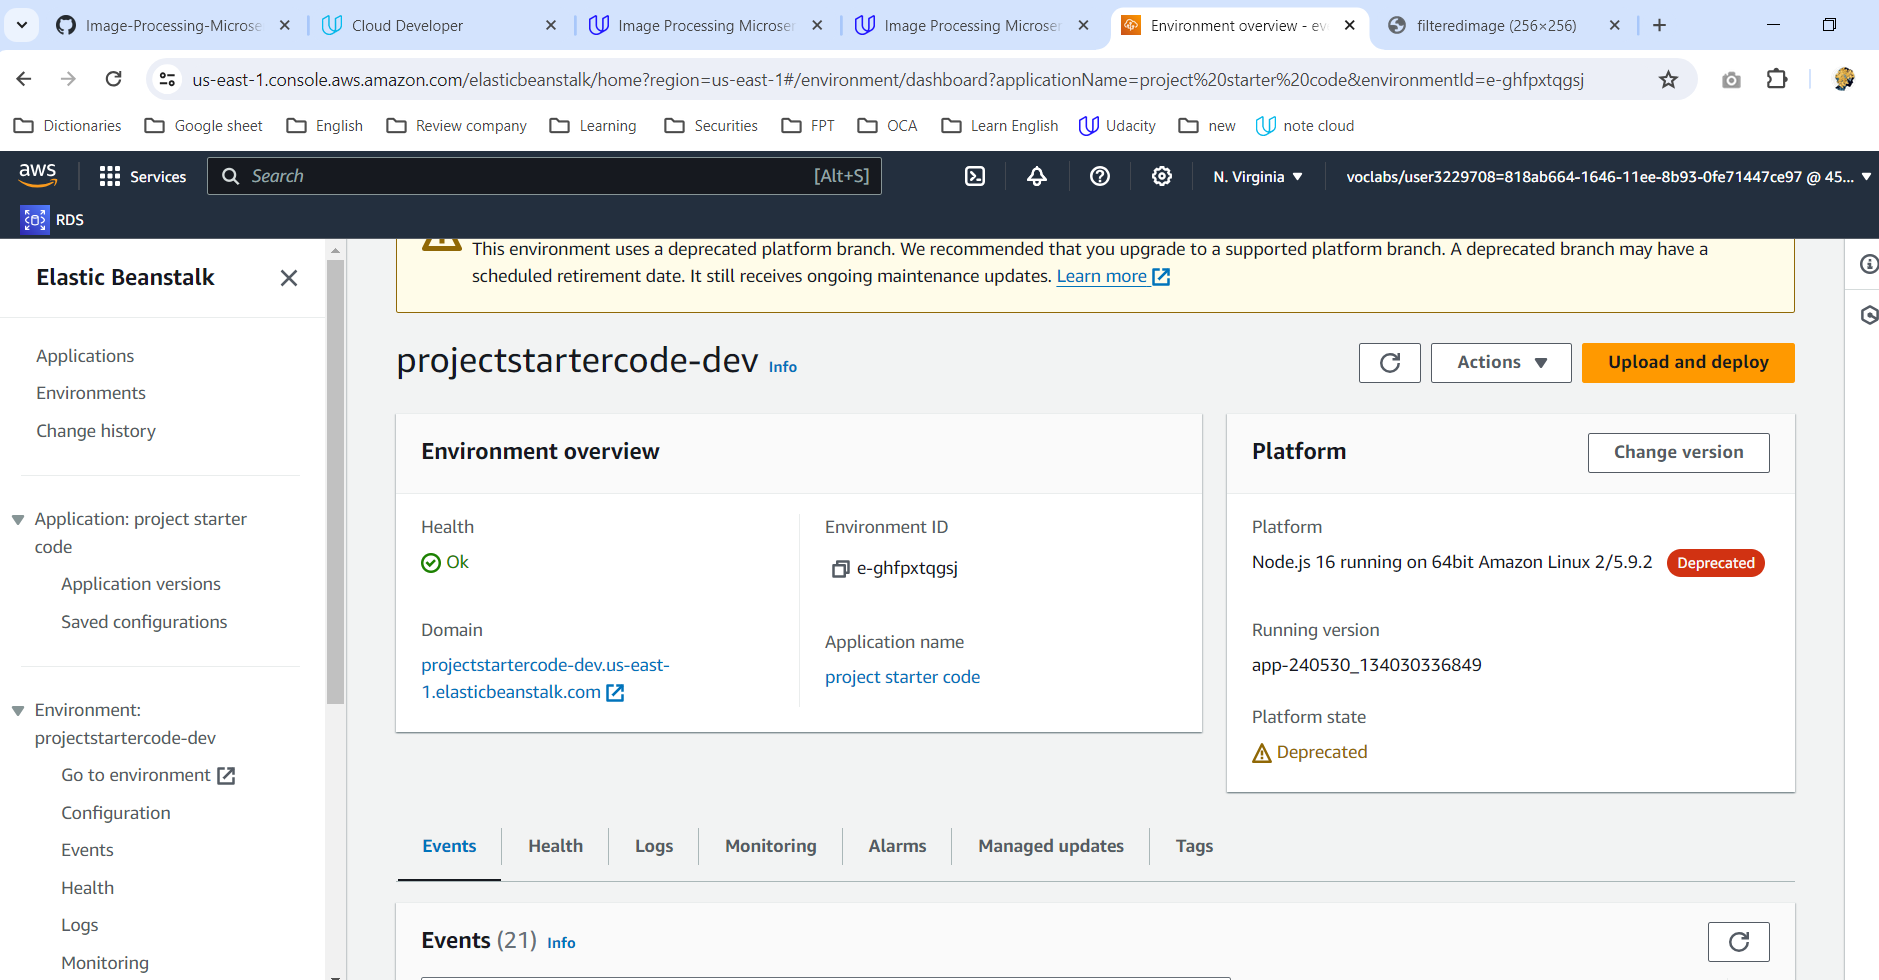 Image-Processing-Microse
Cloud Developer
Image Processing Microser
Image Processing Microser
Environment overview - eve
filteredimage (256×256)
us-east-1.console.aws.amazon.com/elasticbeanstalk/home?region=us-east-1#/environment/dashboard?applicationName=project%20starter%20code&environmentId=e-ghfpxtqgsj
Dictionaries
Google sheet
English
Review company
Learning
Securities
FPT
OCA
Learn English
Udacity
new
note cloud
aws
Services
Search
[Alt+S]
N. Virginia
voclabs/user3229708=818ab664-1646-11ee-8b93-0fe71447ce97 @ 45...
RDS
Elastic Beanstalk
Applications
Environments
Change history
Application: project starter
code
Application versions
Saved configurations
Environment:
projectstartercode-dev
Go to environment
Configuration
Events
Health
Logs
Monitoring
This environment uses a deprecated platform branch. We recommended that you upgrade to a supported platform branch. A deprecated branch may have a
scheduled retirement date. It still receives ongoing maintenance updates. Learn more
projectstartercode-dev Info
Actions
Upload and deploy
Environment overview
Health
Ok
Domain
projectstartercode-dev.us-east-
1.elasticbeanstalk.com
Environment ID
e-ghfpxtqgsj
Application name
project starter code
Platform
Change version
Platform
Node.js 16 running on 64bit Amazon Linux 2/5.9.2 Deprecated
Running version
app-240530_134030336849
Platform state
Deprecated
Events
Health
Logs
Monitoring
Alarms
Managed updates
Tags
Events (21) Info